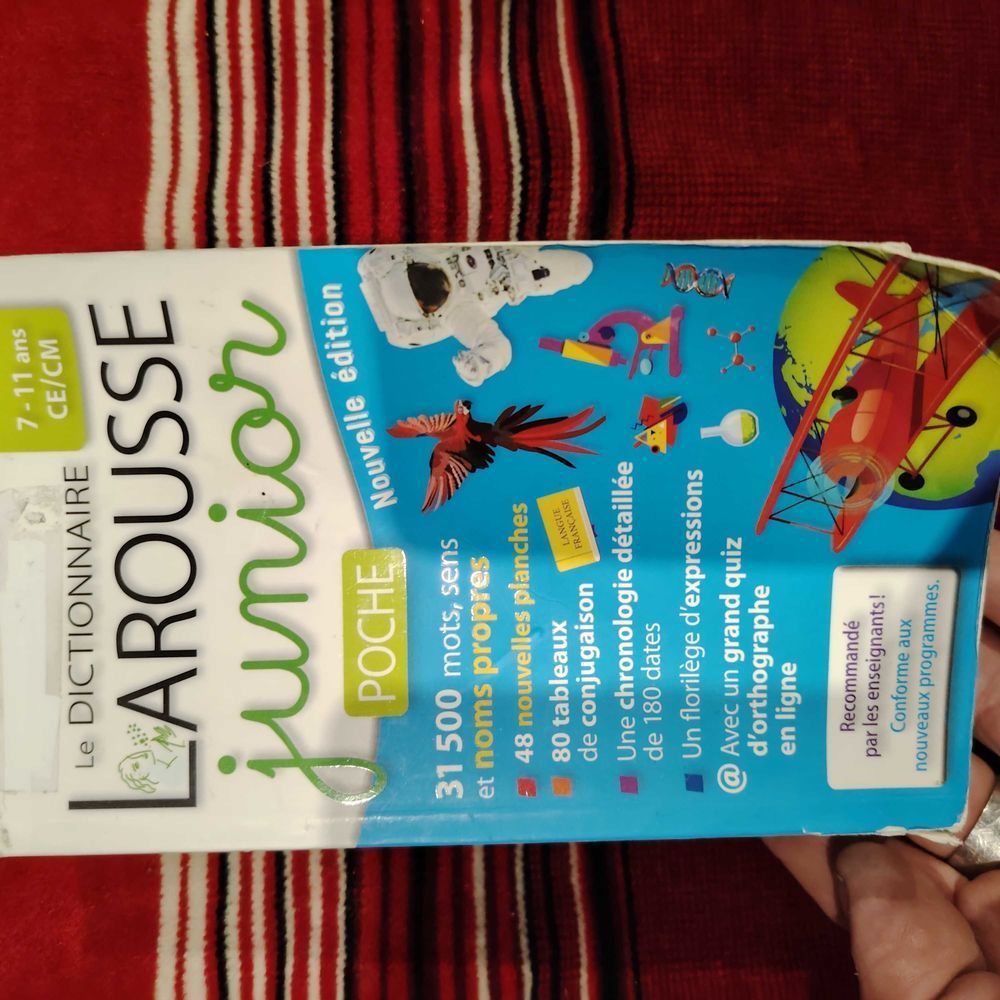 7 - 11 ans
CE/CM
Le DICTIONNAIRE
LAROUSSE
junior
POCHE
Nouvelle édition
31 500 mots, sens
et noms propres
48 nouvelles planches
80 tableaux
de conjugaison
LANGUE
FRANÇAISE
Une chronologie détaillée
de 180 dates
Un florilège d'expressions
@ Avec un grand quiz
d'orthographe
en ligne
Recommandé
par les enseignants!
Conforme aux
nouveaux programmes.